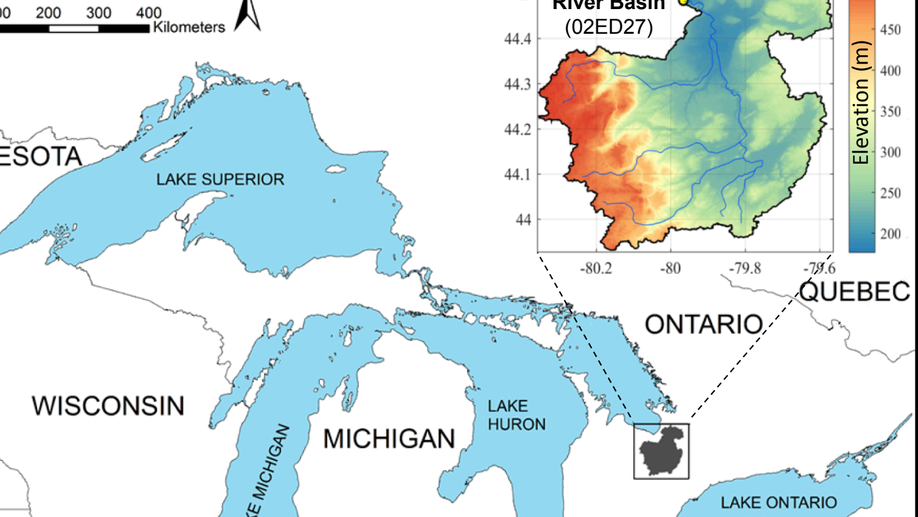 200 300 400
Kilometers
River Basin
(02ED27)
44.4
44.3
44.2
44.1
44
-80.2 -80 -79.8 -79.6
450
400
350
300
250
200
Elevation (m)
ESOTA
LAKE SUPERIOR
QUEBEC
ONTARIO
WISCONSIN
MICHIGAN
LAKE
HURON
KE MICHIGAN
LAKE ONTARIO